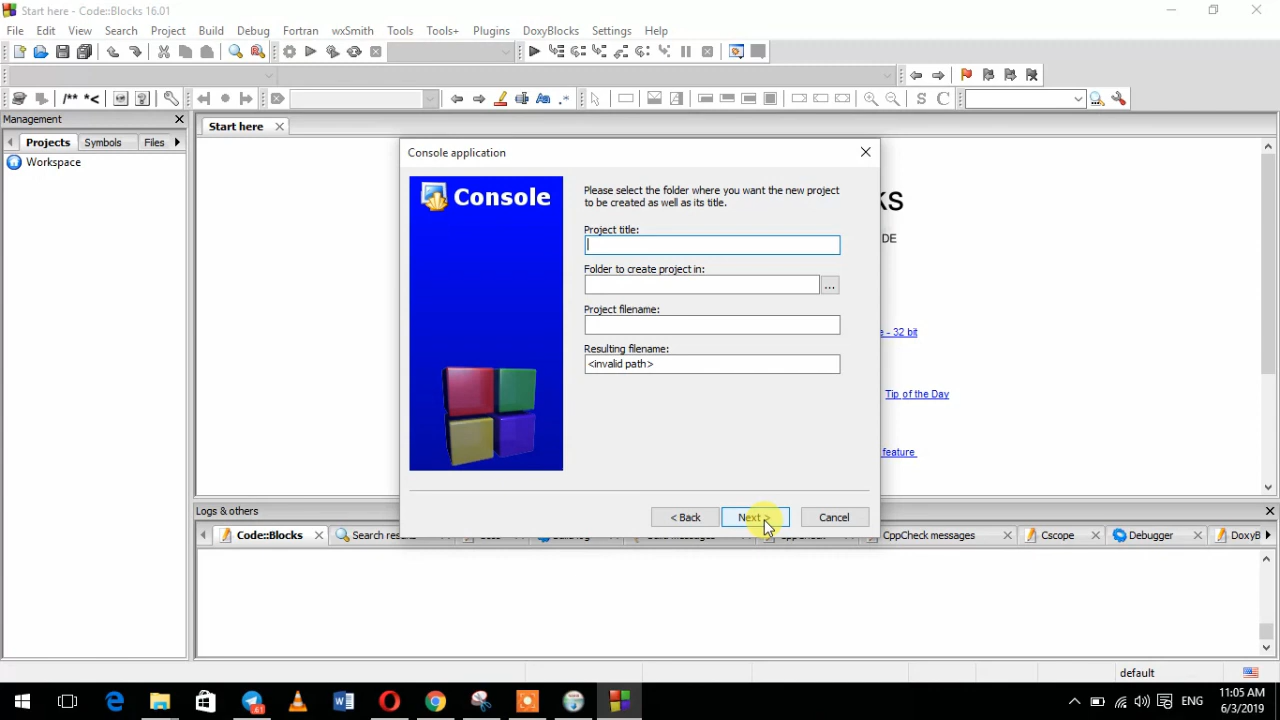 Start here - Code::Blocks 16.01
File Edit View Search Project Build Debug Fortran wxSmith Tools Tools+ Plugins DoxyBlocks Settings Help
/** *<
S C
Management
Projects Symbols Files
Start here
Workspace
Console application
Console
Please select the folder where you want the new project
to be created as well as its title.
Project title:
Folder to create project in:
...
Project filename:
Resulting filename:
<invalid path>
< Back Next > Cancel
KS
DE
e - 32 bit
Tip of the Day
feature
Logs & others
Code::Blocks Search results CppCheck messages Cscope Debugger DoxyB
default
61 ENG
11:05 AM
6/3/2019